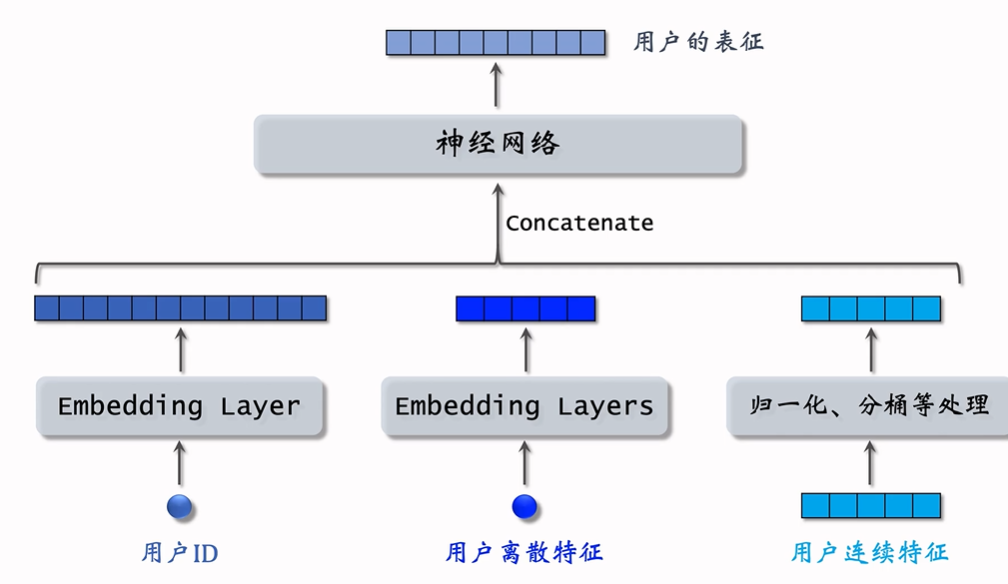 用户的表征
神经网络
Concatenate
Embedding Layer
Embedding Layers
归一化、分桶等处理
用户ID
用户离散特征
用户连续特征